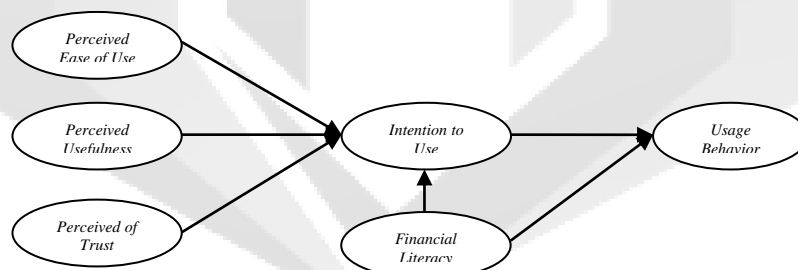 Perceived
Ease of Use
Perceived
Usefulness
Intention to
Use
Usage
Behavior
Perceived of
Trust
Financial
Literacy